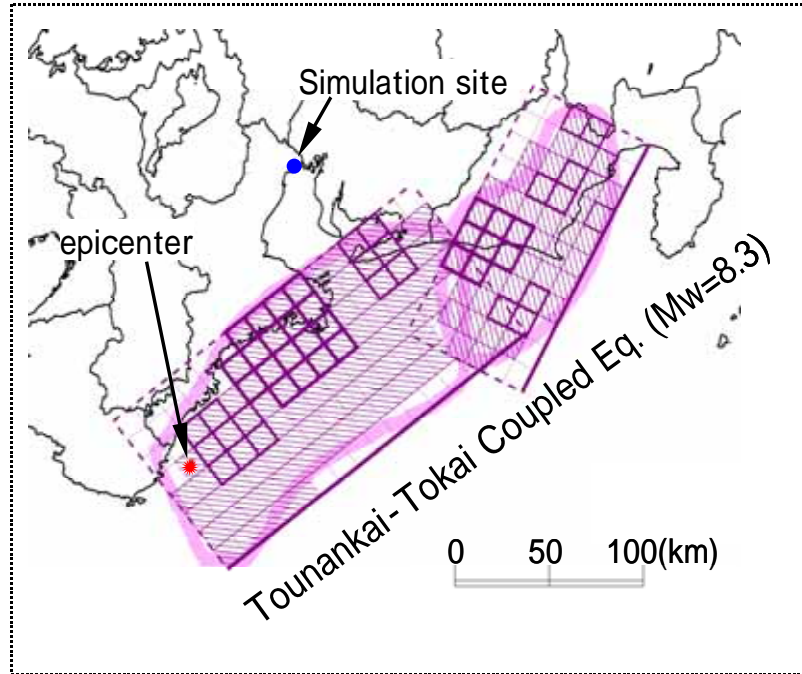 Simulation site
epicenter
Tounankai-Tokai Coupled Eq. (Mw=8.3)
0 50 100(km)